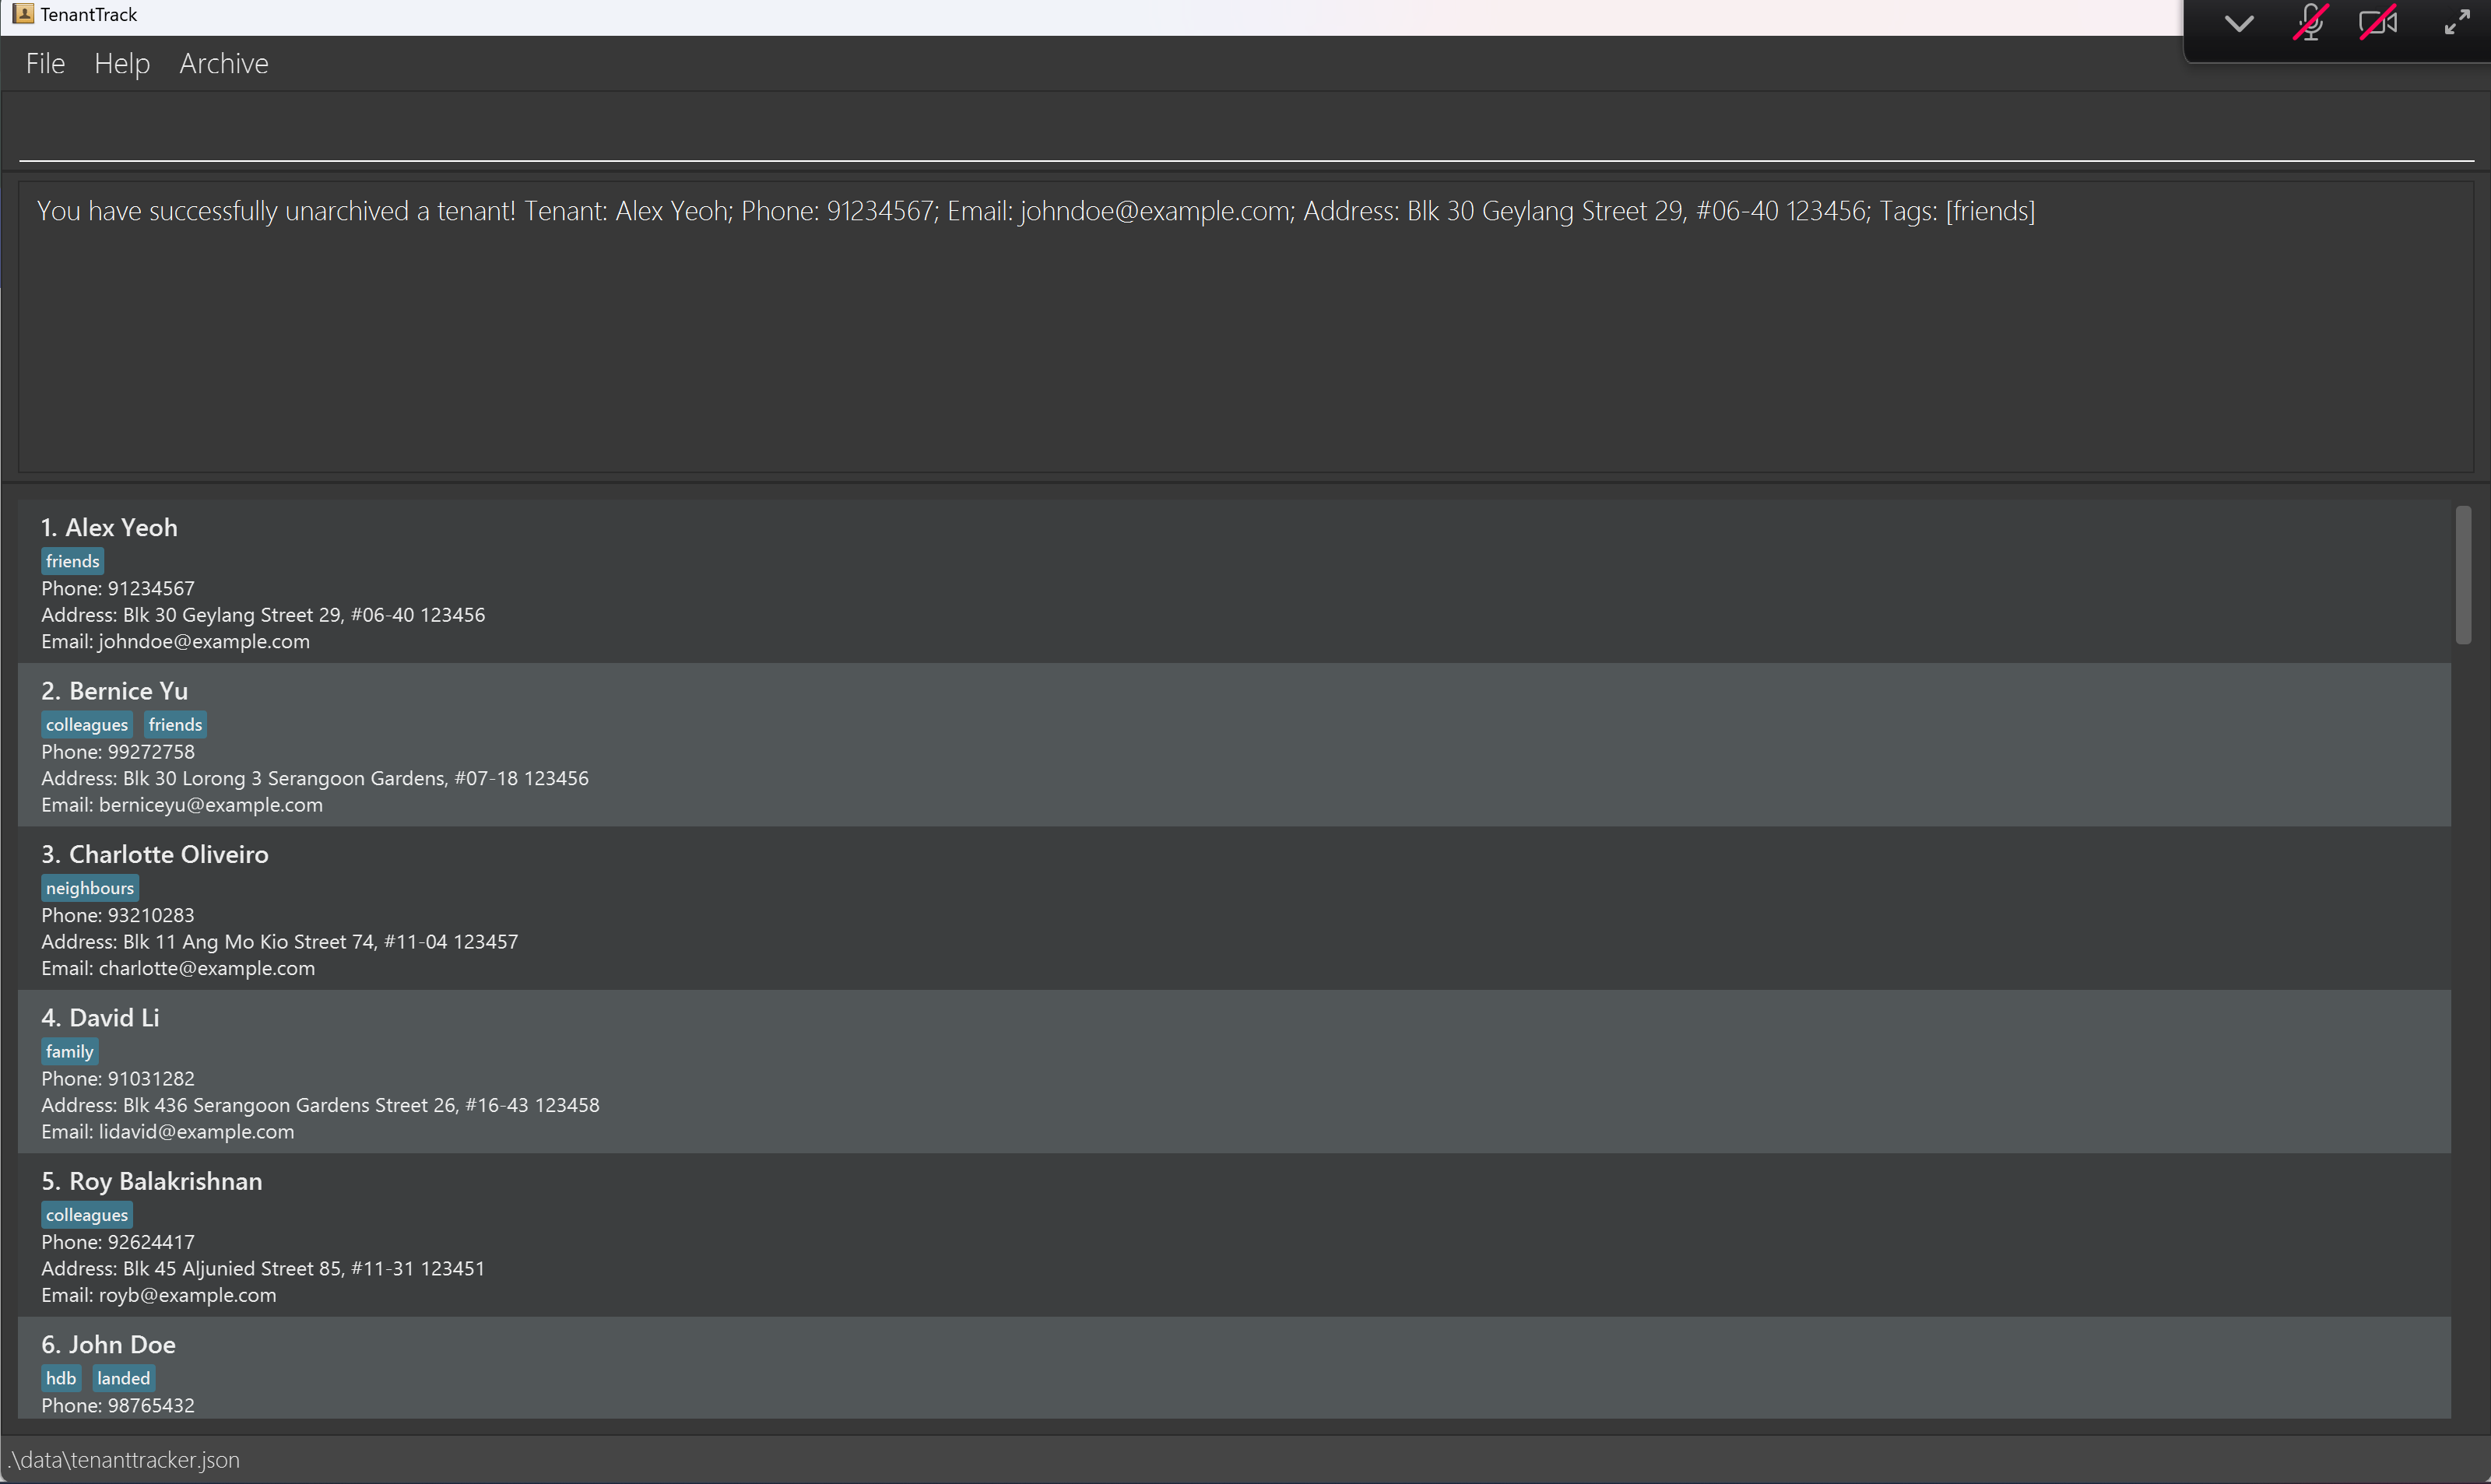 TenantTrack
File Help Archive
You have successfully unarchived a tenant! Tenant: Alex Yeoh; Phone: 91234567; Email: johndoe@example.com; Address: Blk 30 Geylang Street 29, #06-40 123456; Tags: [friends]
1. Alex Yeoh
friends
Phone: 91234567
Address: Blk 30 Geylang Street 29, #06-40 123456
Email: johndoe@example.com
2. Bernice Yu
colleagues friends
Phone: 99272758
Address: Blk 30 Lorong 3 Serangoon Gardens, #07-18 123456
Email: berniceyu@example.com
3. Charlotte Oliveiro
neighbours
Phone: 93210283
Address: Blk 11 Ang Mo Kio Street 74, #11-04 123457
Email: charlotte@example.com
4. David Li
family
Phone: 91031282
Address: Blk 436 Serangoon Gardens Street 26, #16-43 123458
Email: lidavid@example.com
5. Roy Balakrishnan
colleagues
Phone: 92624417
Address: Blk 45 Aljunied Street 85, #11-31 123451
Email: royb@example.com
6. John Doe
hdb landed
Phone: 98765432
.\data\tenanttracker.json